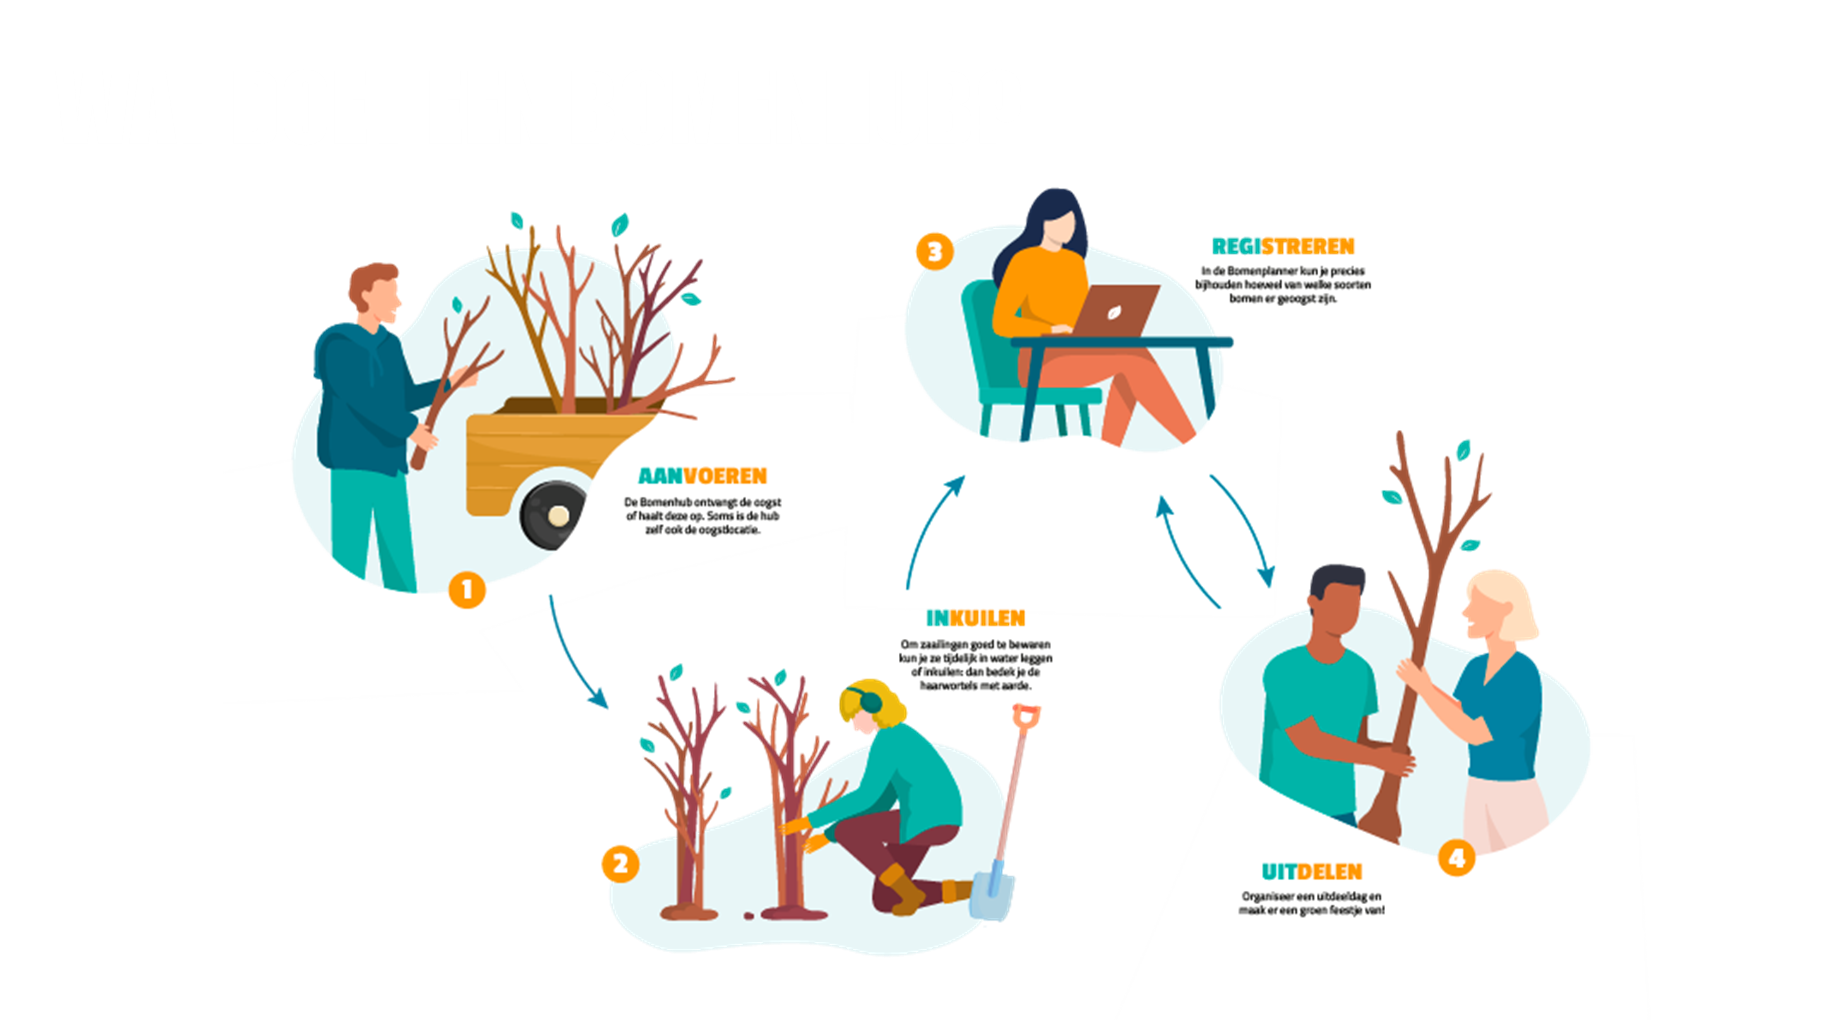 1
AANVOEREN
De Bomenhub ontvangt de oogst
of haalt deze op. Soms is de hub
zelf ook de oogstlocatie.
2
INKUILEN
Om zaailingen goed te bewaren
kun je ze tijdelijk in water leggen
of inkuilen: dan bedek je de
haarwortels met aarde.
3
REGISTREREN
In de Bomenplanner kun je precies
bijhouden hoeveel van welke soorten
bomen er geoogst zijn.
4
UITDELEN
Organiseer een uitdeeldag en
maak er een groen feestje van!